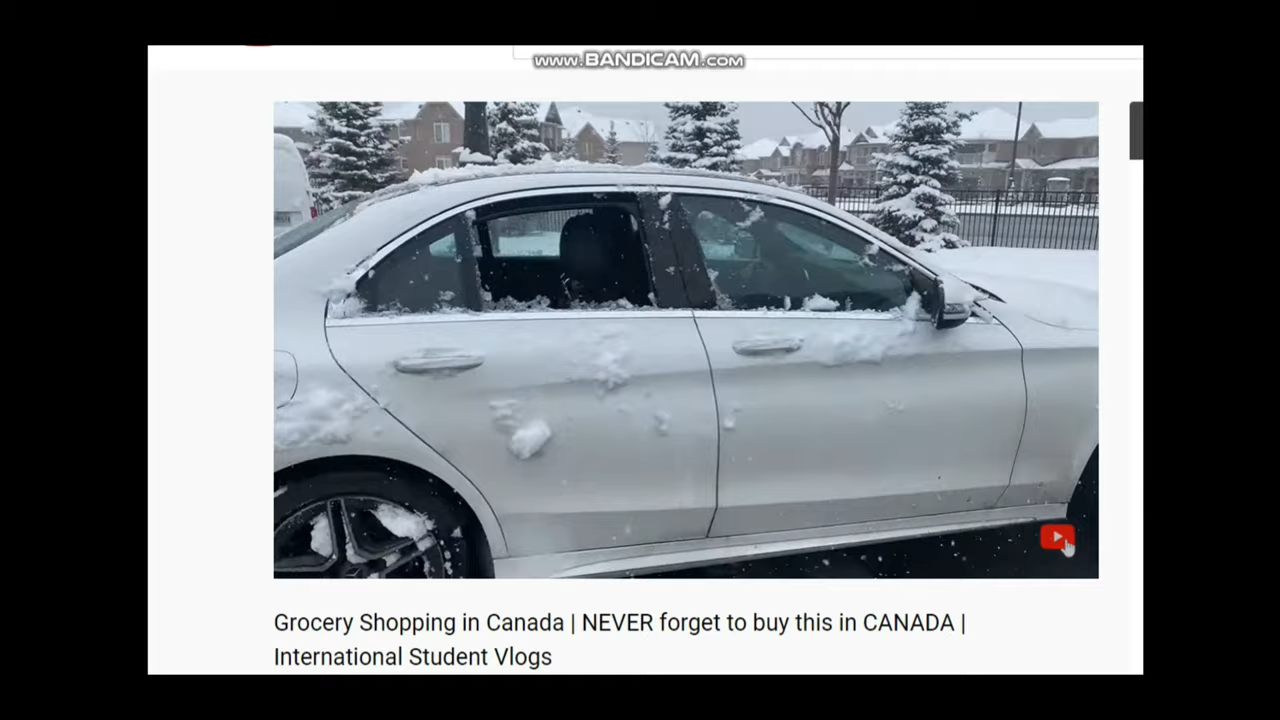 www.BANDICAM.com
Grocery Shopping in Canada | NEVER forget to buy this in CANADA |
International Student Vlogs